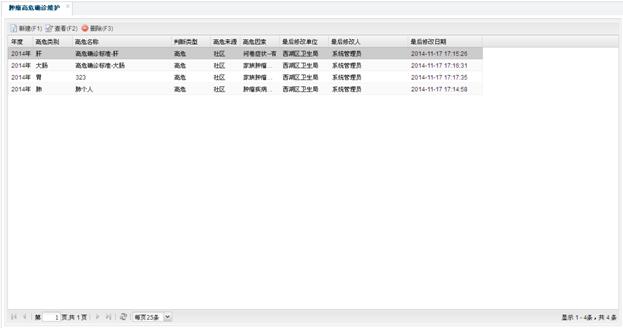 肿瘤高危确诊维护
新建(F1) 查看(F2) 删除(F3)
年度 高危类别 高危名称 判断类型 高危来源 高危因素 最后修改单位 最后修改人 最后修改日期
2014年 肝 高危确诊标准-肝 高危 社区 问卷症状--有 西湖区卫生局 系统管理员 2014-11-17 17:15:26
2014年 大肠 高危确诊标准-大肠 高危 社区 家族肿瘤... 西湖区卫生局 系统管理员 2014-11-17 17:16:31
2014年 胃 323 高危 社区 家族肿瘤... 西湖区卫生局 系统管理员 2014-11-17 17:17:35
2014年 肺 肺个人 高危 社区 肿瘤疾病... 西湖区卫生局 系统管理员 2014-11-17 17:14:58
第 1 页,共 1 页 每页25条 显示 1 - 4条，共 4 条